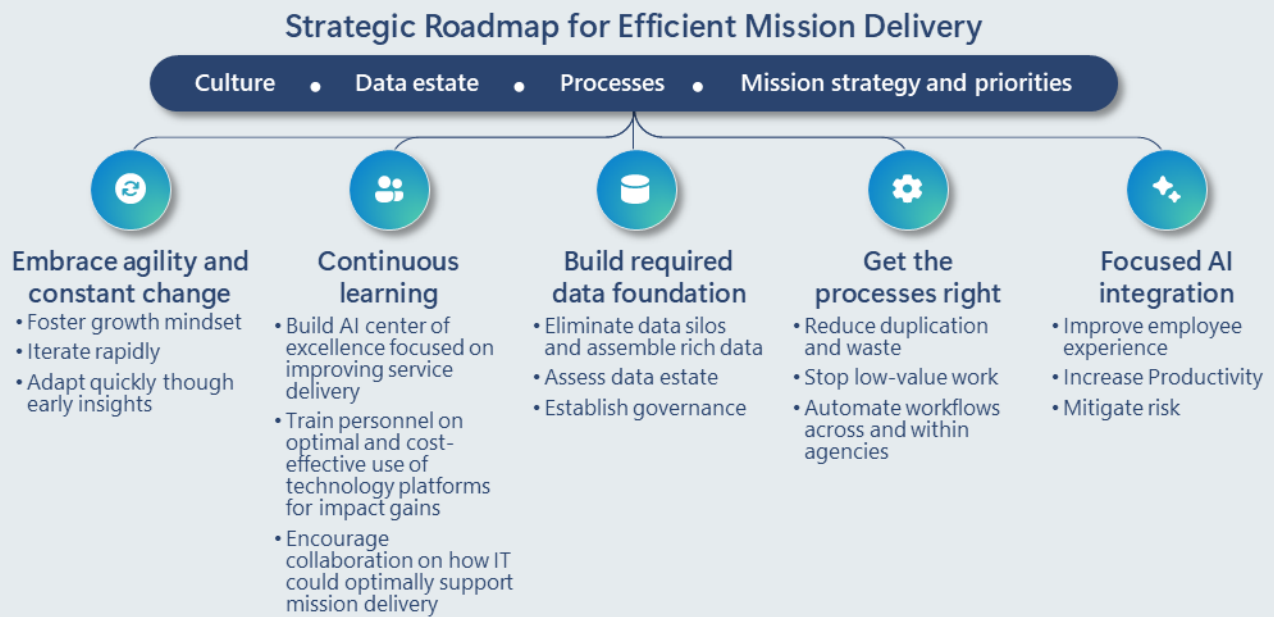 Strategic Roadmap for Efficient Mission Delivery
Culture • Data estate • Processes • Mission strategy and priorities
Embrace agility and
constant change
• Foster growth mindset
• Iterate rapidly
• Adapt quickly though
early insights
Continuous
learning
• Build AI center of
excellence focused on
improving service
delivery
• Train personnel on
optimal and cost-
effective use of
technology platforms
for impact gains
• Encourage
collaboration on how IT
could optimally support
mission delivery
Build required
data foundation
• Eliminate data silos
and assemble rich data
• Assess data estate
• Establish governance
Get the
processes right
• Reduce duplication
and waste
• Stop low-value work
• Automate workflows
across and within
agencies
Focused AI
integration
• Improve employee
experience
• Increase Productivity
• Mitigate risk